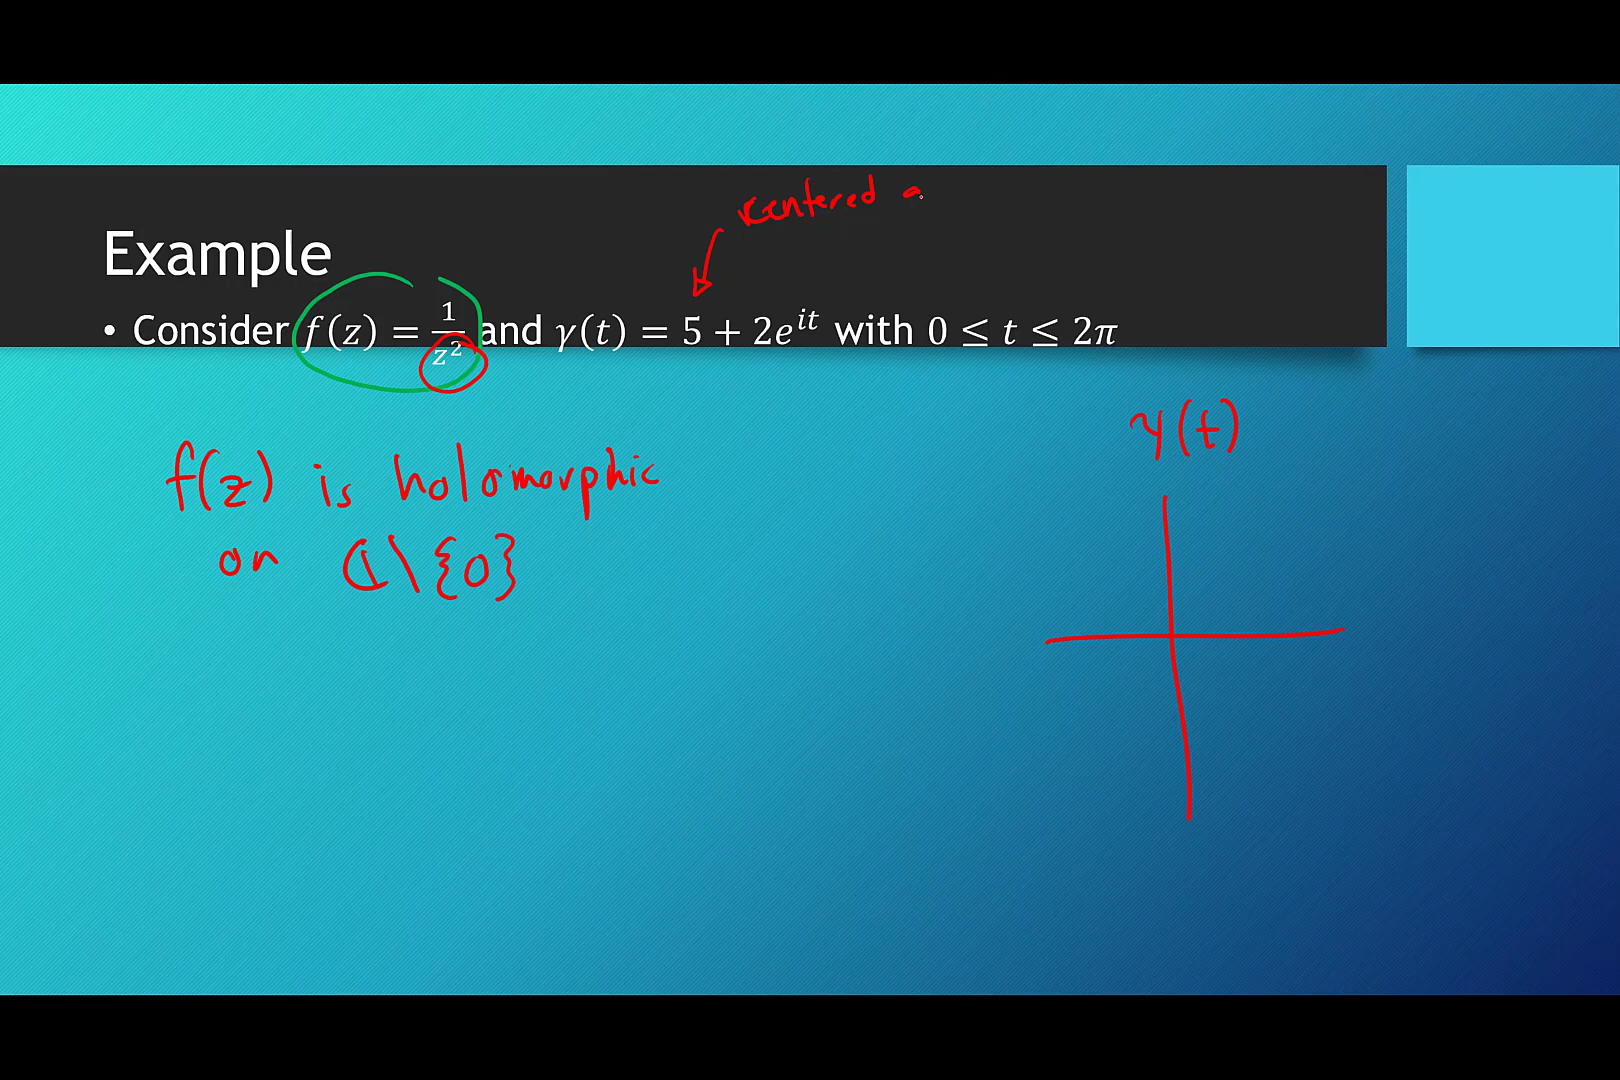 centered a
Example
• Consider f(z) = 1/z² and γ(t) = 5 + 2e^{it} with 0 ≤ t ≤ 2π
γ(t)
f(z) is holomorphic
on ℂ\{0}